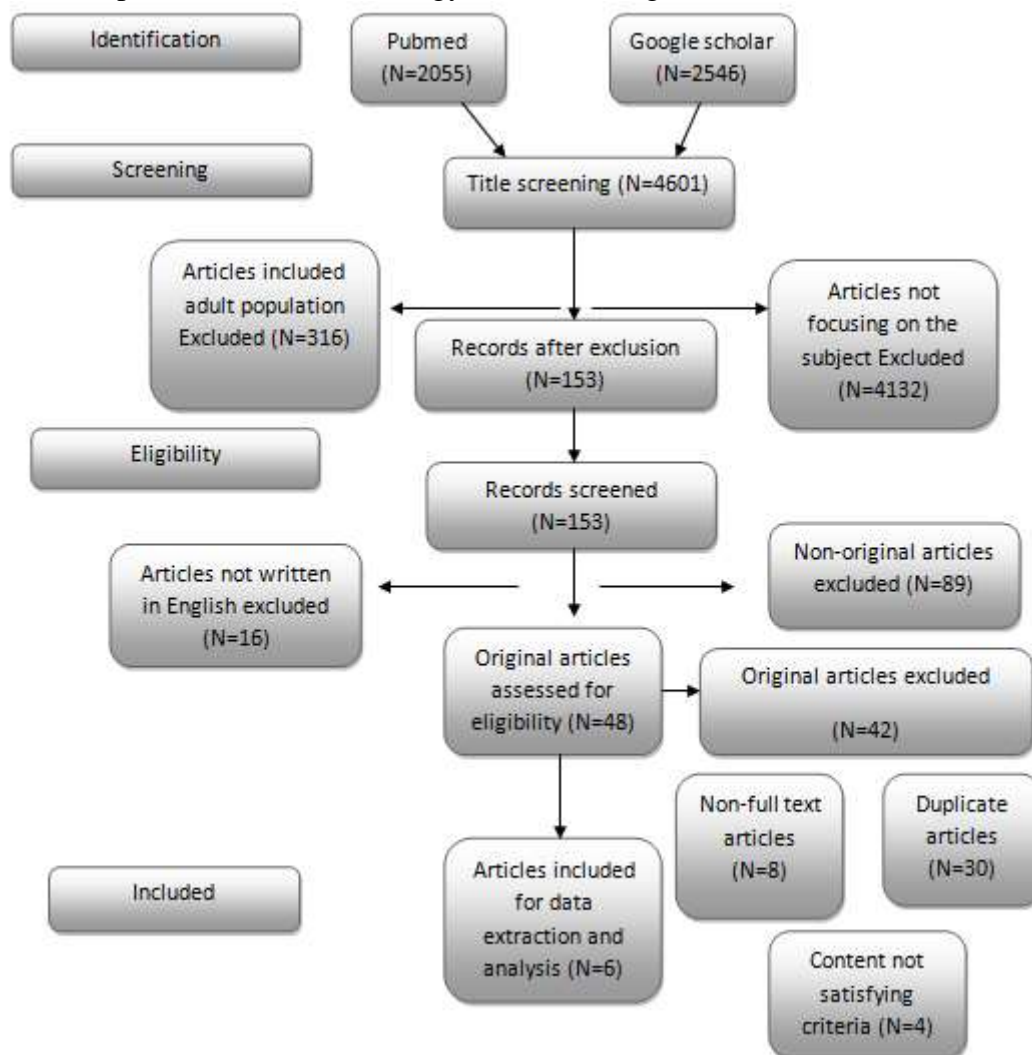 Identification
Pubmed
(N=2055)
Google scholar
(N=2546)
Screening
Title screening (N=4601)
Articles included
adult population
Excluded (N=316)
Articles not
focusing on the
subject Excluded
(N=4132)
Records after exclusion
(N=153)
Eligibility
Records screened
(N=153)
Articles not written
in English excluded
(N=16)
Non-original articles
excluded (N=89)
Original articles
assessed for
eligibility (N=48)
Original articles excluded
(N=42)
Non-full text
articles
(N=8)
Duplicate
articles
(N=30)
Included
Articles included
for data
extraction and
analysis (N=6)
Content not
satisfying
criteria (N=4)